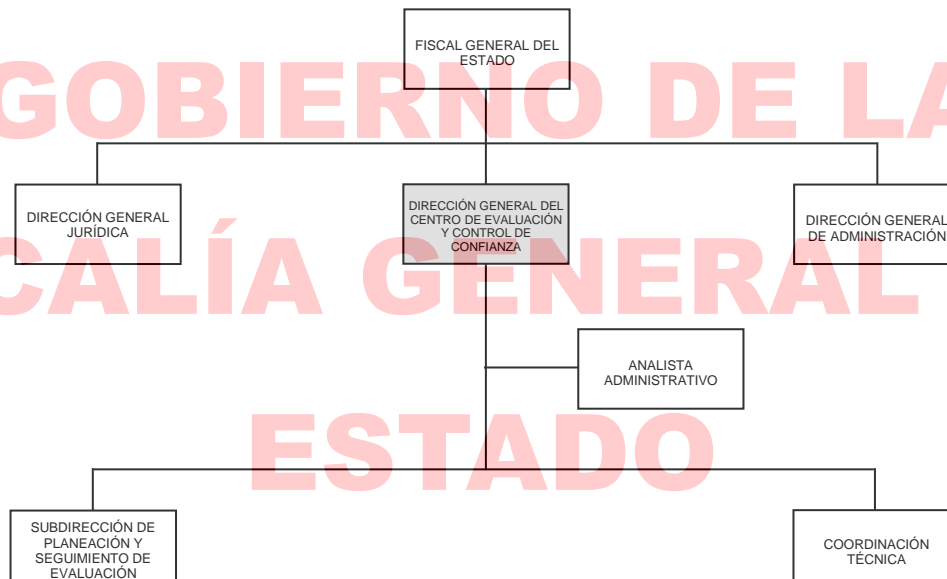 FISCAL GENERAL DEL
ESTADO
GOBIERNO DE LA
DIRECCIÓN GENERAL
JURÍDICA
DIRECCIÓN GENERAL DEL
CENTRO DE EVALUACIÓN
Y CONTROL DE
CONFIANZA
DIRECCIÓN GENERAL
DE ADMINISTRACIÓN
CALÍA GENERAL
ANALISTA
ADMINISTRATIVO
ESTADO
SUBDIRECCIÓN DE
PLANEACIÓN Y
SEGUIMIENTO DE
EVALUACIÓN
COORDINACIÓN
TÉCNICA